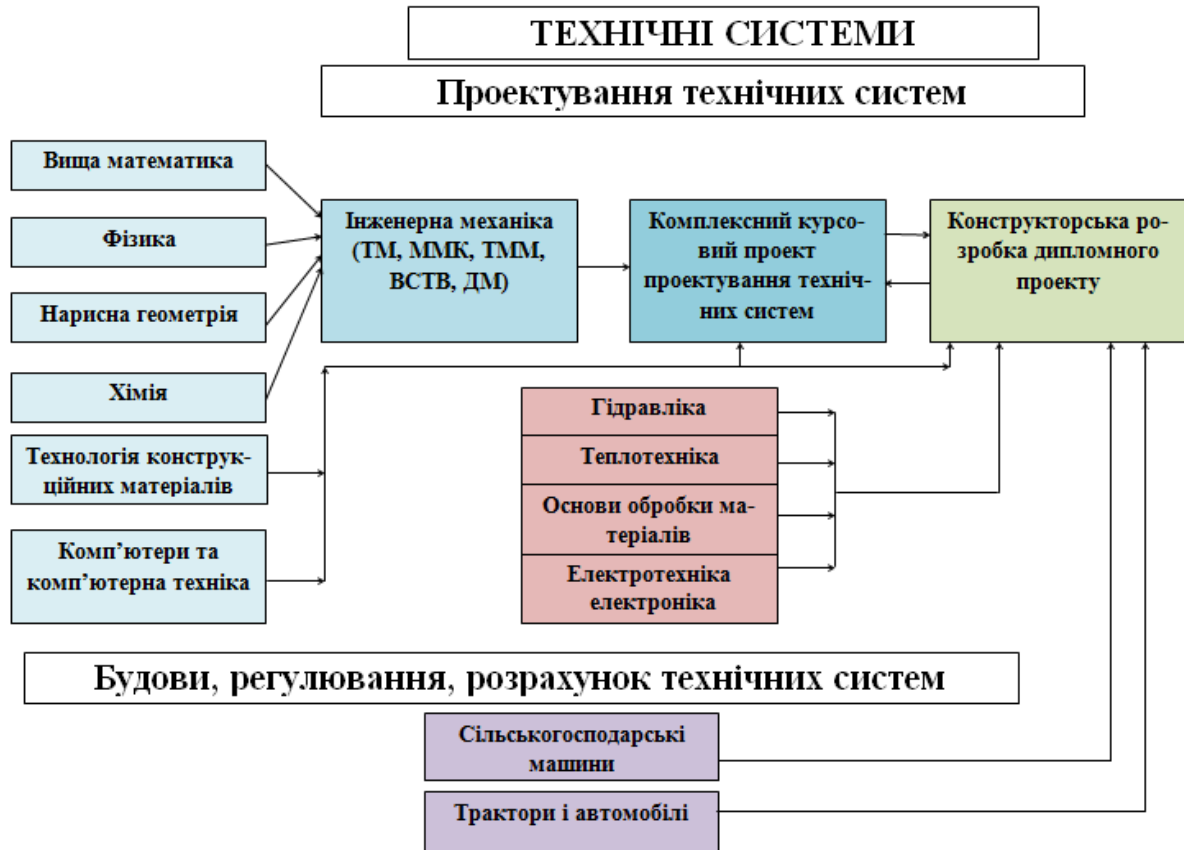 ТЕХНІЧНІ СИСТЕМИ
Проектування технічних систем
Вища математика
Фізика
Нарисна геометрія
Хімія
Технологія конструк-
ційних матеріалів
Комп’ютери та
комп’ютерна техніка
Інженерна механіка
(ТМ, ММК, ТММ,
ВСТВ, ДМ)
Комплексний курсо-
вий проект
проектування техніч-
них систем
Конструкторська ро-
зробка дипломного
проекту
Гідравліка
Теплотехніка
Основи обробки ма-
теріалів
Електротехніка
електроніка
Будови, регулювання, розрахунок технічних систем
Сільськогосподарські
машини
Трактори і автомобілі